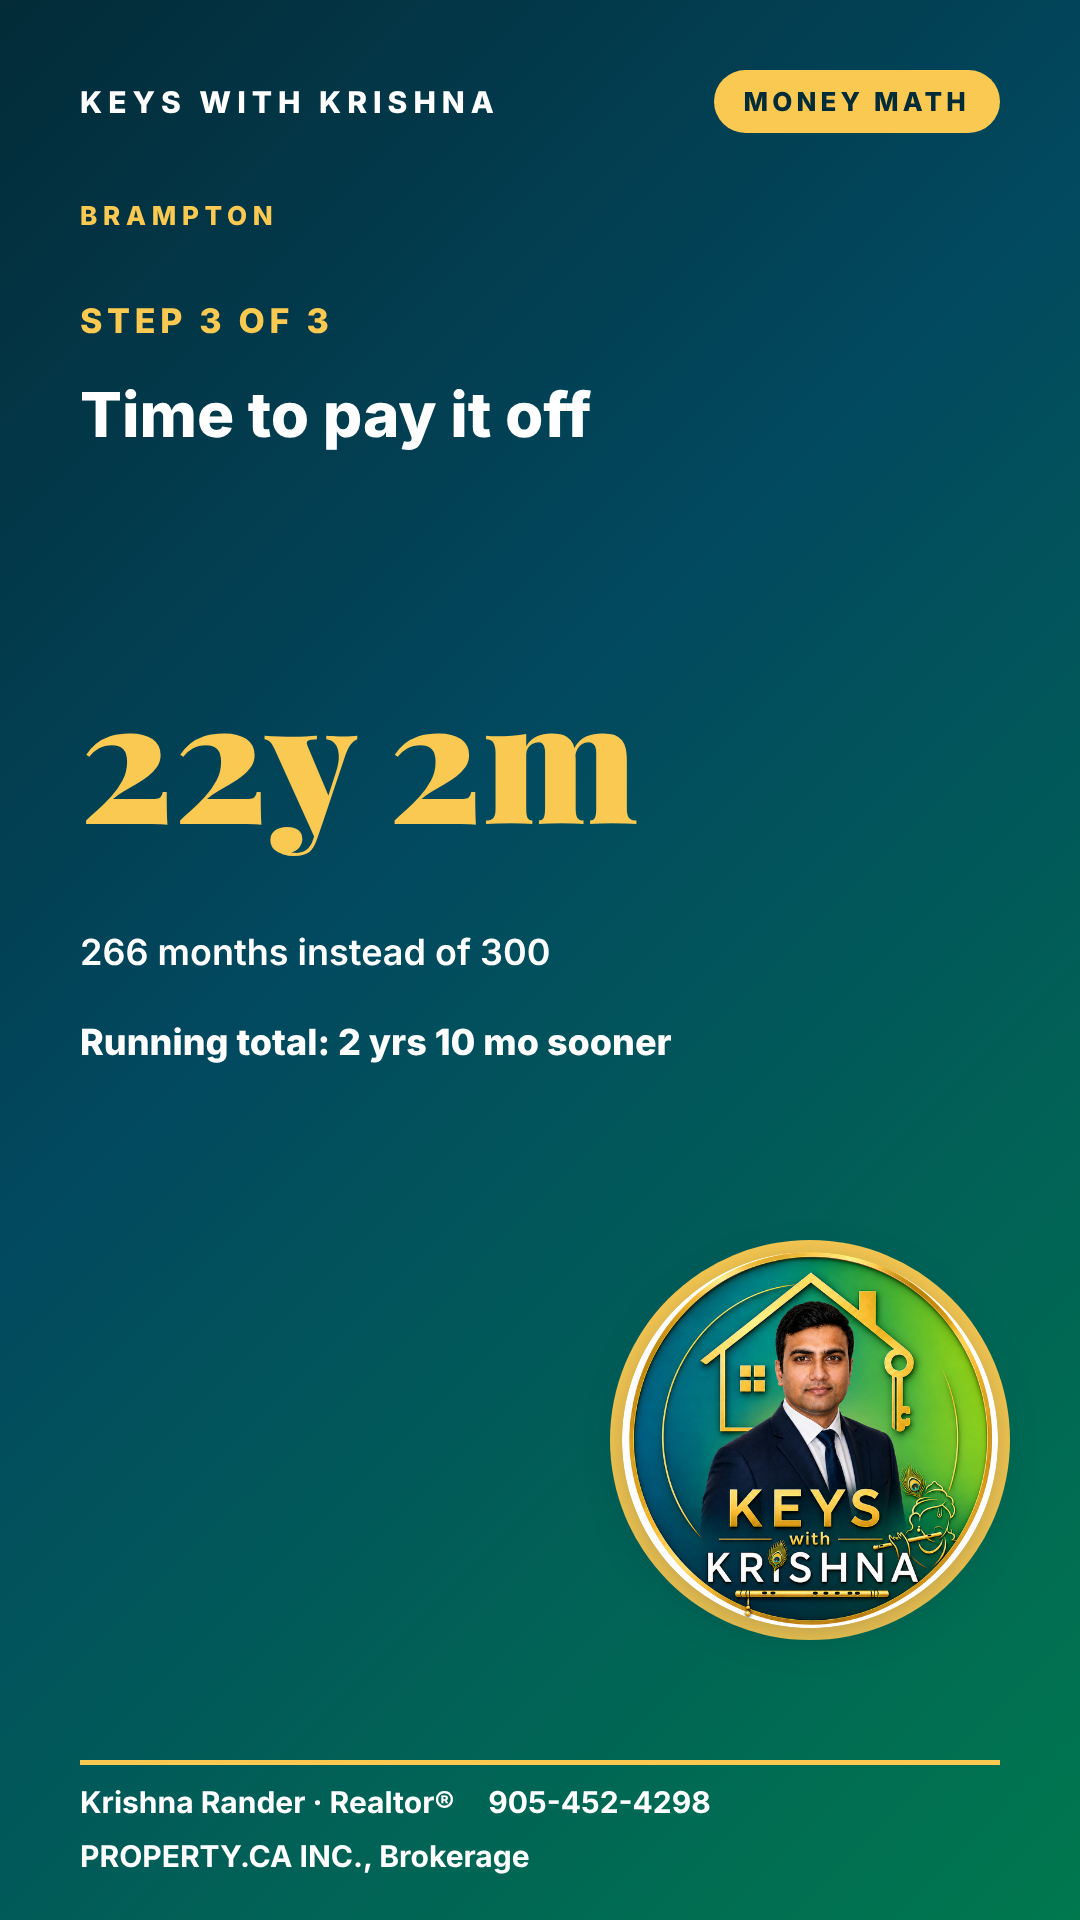 KEYS WITH KRISHNA
MONEY MATH
BRAMPTON
STEP 3 OF 3
Time to pay it off
22y 2m
266 months instead of 300
Running total: 2 yrs 10 mo sooner
KEYS
with
KRISHNA
Krishna Rander · Realtor® 905-452-4298
PROPERTY.CA INC., Brokerage